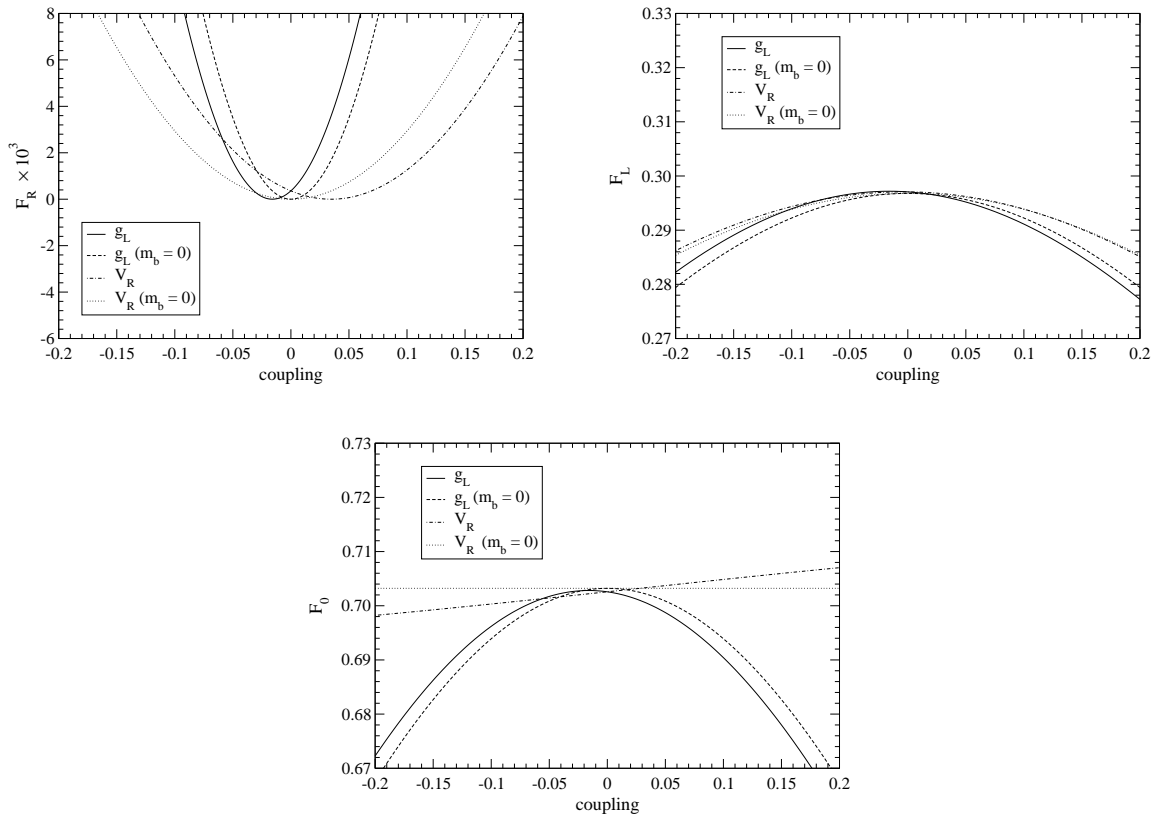 8
6
4
2
0
-2
-4
-6
F_R × 10^3
g_L
g_L (m_b = 0)
V_R
V_R (m_b = 0)
-0.2 -0.15 -0.1 -0.05 0 0.05 0.1 0.15 0.2
coupling
0.33
0.32
0.31
0.30
0.29
0.28
0.27
F_L
g_L
g_L (m_b = 0)
V_R
V_R (m_b = 0)
-0.2 -0.15 -0.1 -0.05 0 0.05 0.1 0.15 0.2
coupling
0.73
0.72
0.71
0.70
0.69
0.68
0.67
F_0
g_L
g_L (m_b = 0)
V_R
V_R (m_b = 0)
-0.2 -0.15 -0.1 -0.05 0 0.05 0.1 0.15 0.2
coupling